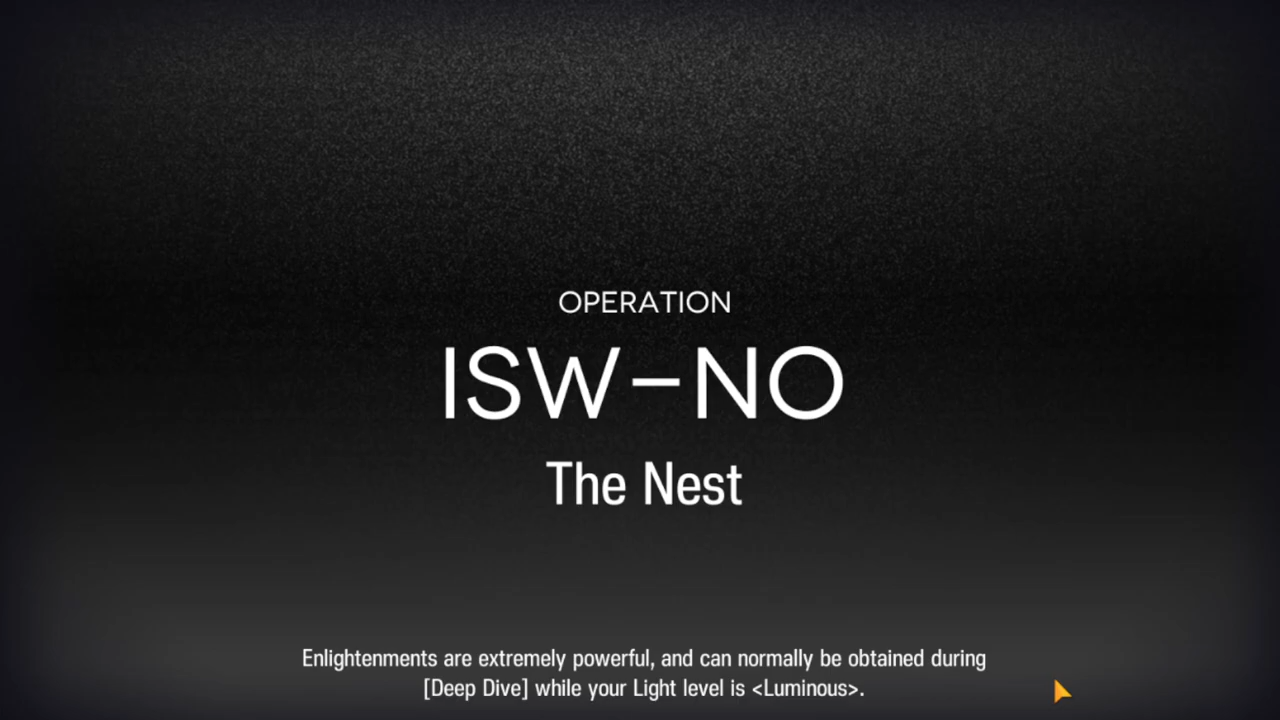 OPERATION
ISW-NO
The Nest
Enlightenments are extremely powerful, and can normally be obtained during
[Deep Dive] while your Light level is <Luminous>.